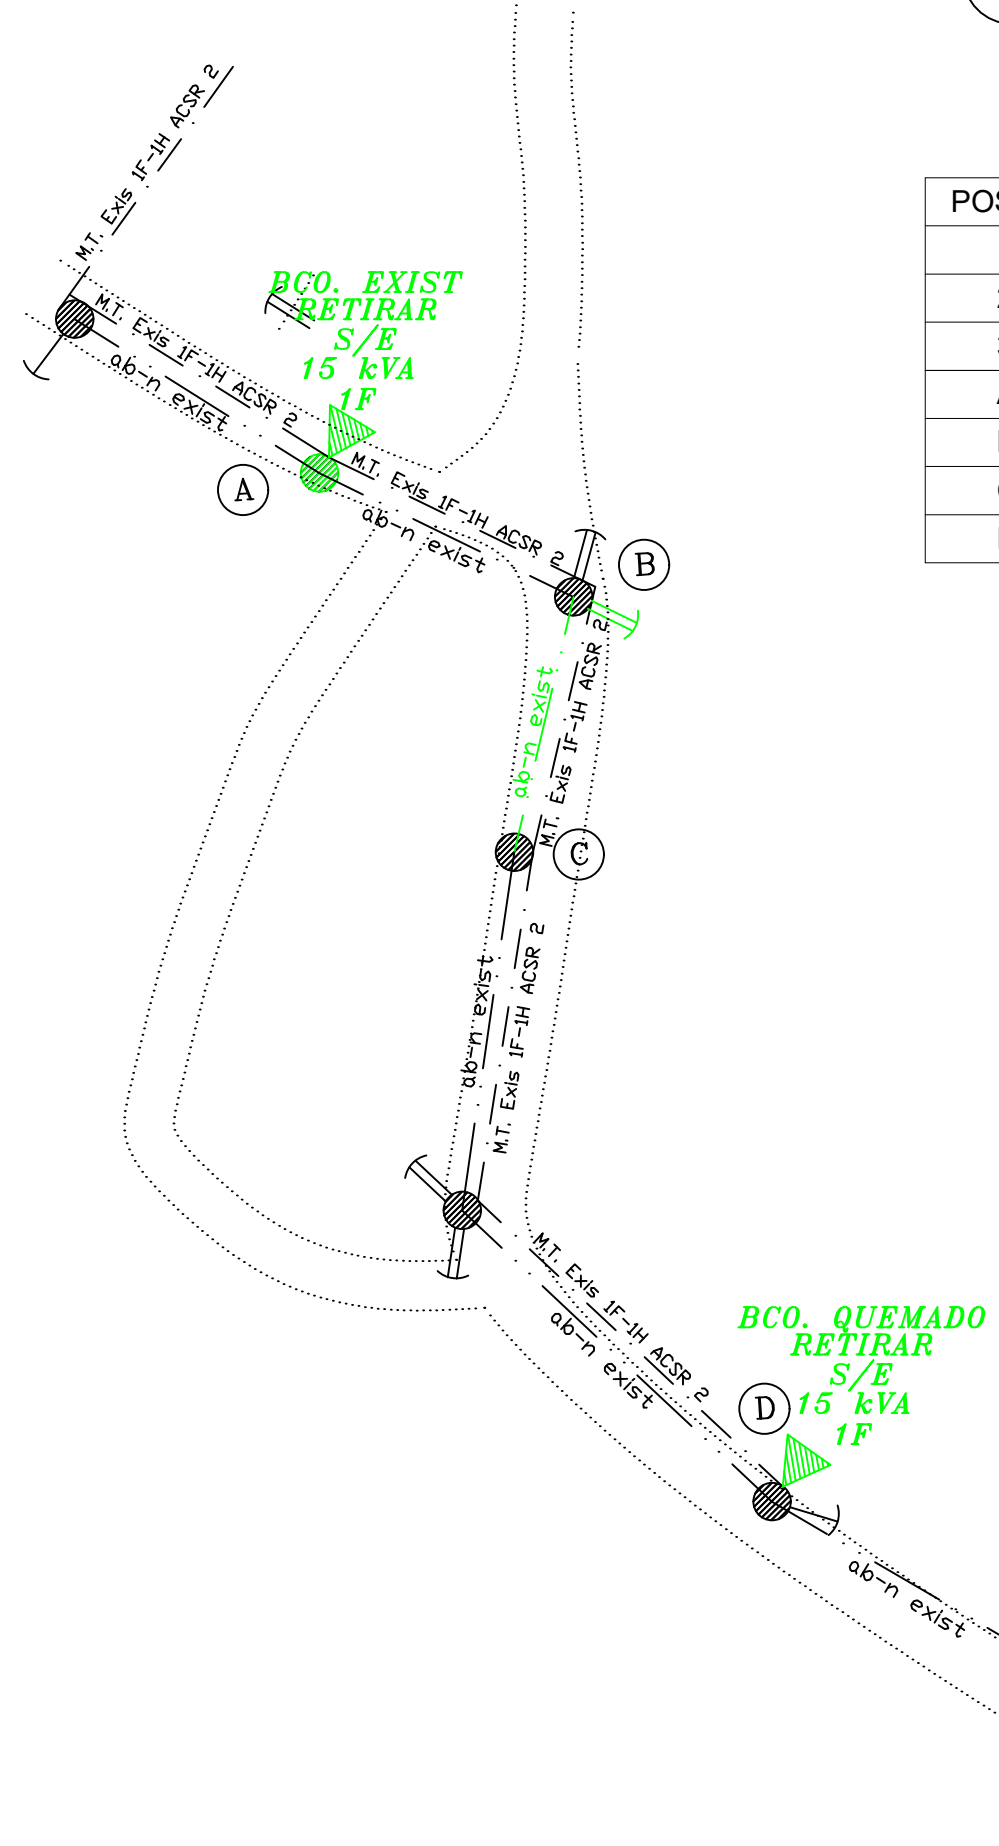 M.T. Exis 1F-1H ACSR 2
BCO. EXIST
RETIRAR
S/E
15 kVA
1F
M.T. Exis 1F-1H ACSR 2
ab-n exist
A
M.T. Exis 1F-1H ACSR 2
ab-n exist
B
ab-n exist
M.T. Exis 1F-1H ACSR 2
C
ab-n exist
M.T. Exis 1F-1H ACSR 2
M.T. Exis 1F-1H ACSR 2
ab-n exist
BCO. QUEMADO
RETIRAR
S/E
15 kVA
1F
D
ab-n exist